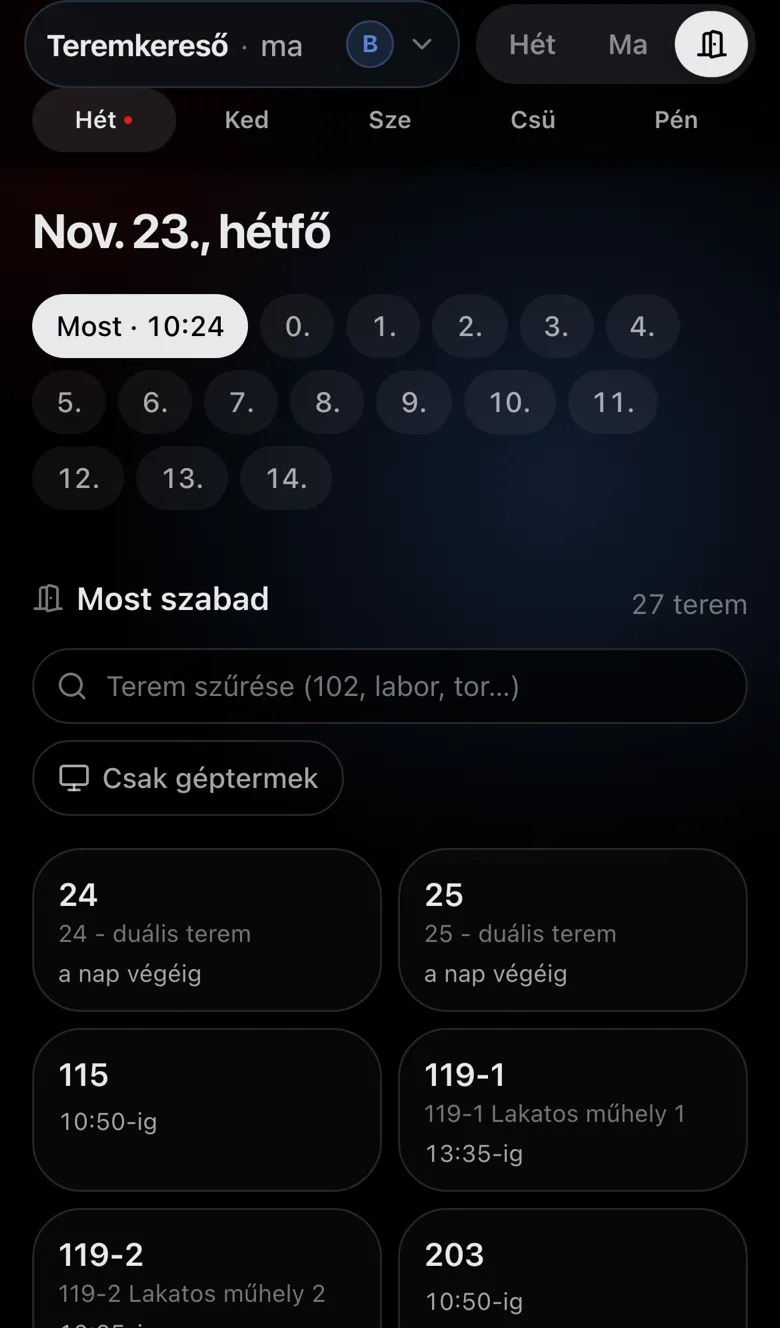 Teremkereső · ma B Hét Ma
Hét Ked Sze Csü Pén
Nov. 23., hétfő
Most · 10:24 0. 1. 2. 3. 4.
5. 6. 7. 8. 9. 10. 11.
12. 13. 14.
Most szabad 27 terem
Terem szűrése (102, labor, tor...)
Csak géptermek
24
24 - duális terem
a nap végéig
25
25 - duális terem
a nap végéig
115
10:50-ig
119-1
119-1 Lakatos műhely 1
13:35-ig
119-2
119-2 Lakatos műhely 2
203
10:50-ig